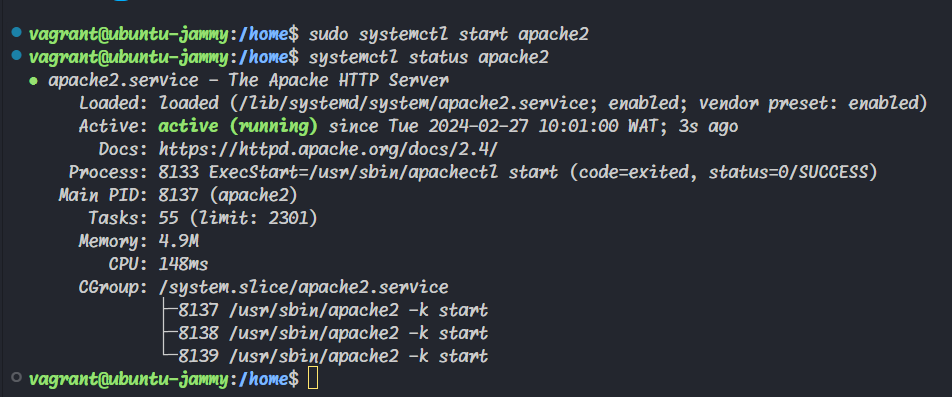 vagrant@ubuntu-jammy:/home$ sudo systemctl start apache2
vagrant@ubuntu-jammy:/home$ systemctl status apache2
● apache2.service - The Apache HTTP Server
Loaded: loaded (/lib/systemd/system/apache2.service; enabled; vendor preset: enabled)
Active: active (running) since Tue 2024-02-27 10:01:00 WAT; 3s ago
Docs: https://httpd.apache.org/docs/2.4/
Process: 8133 ExecStart=/usr/sbin/apachectl start (code=exited, status=0/SUCCESS)
Main PID: 8137 (apache2)
Tasks: 55 (limit: 2301)
Memory: 4.9M
CPU: 148ms
CGroup: /system.slice/apache2.service
├─8137 /usr/sbin/apache2 -k start
├─8138 /usr/sbin/apache2 -k start
└─8139 /usr/sbin/apache2 -k start
vagrant@ubuntu-jammy:/home$